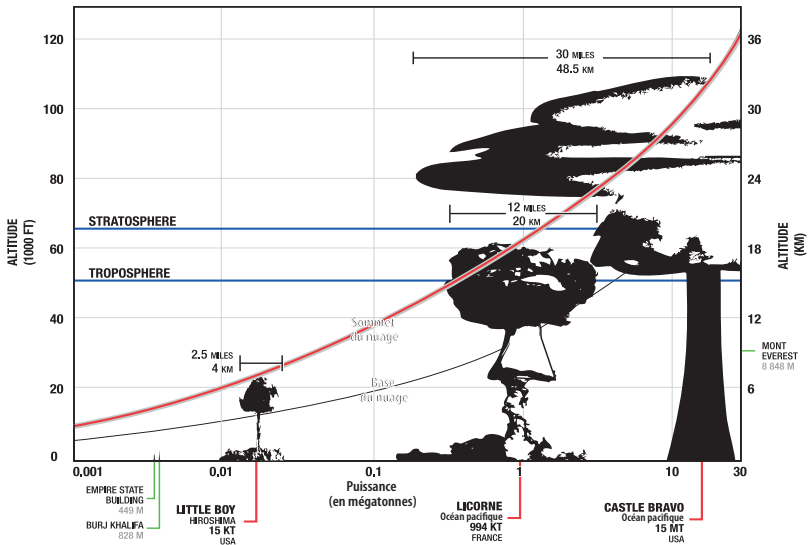 120
100
80
60
40
20
0
ALTITUDE
(1000 FT)
36
30
24
18
12
6
ALTITUDE
(KM)
30 MILES
48.5 KM
12 MILES
20 KM
STRATOSPHERE
TROPOSPHERE
2.5 MILES
4 KM
Sommet
du nuage
Base
du nuage
MONT
EVEREST
8 848 M
0.001
0,01
0.1
1
10
30
Puissance
(en mégatonnes)
EMPIRE STATE
BUILDING
449 M
BURJ KHALIFA
828 M
LITTLE BOY
HIROSHIMA
15 KT
USA
LICORNE
Océan pacifique
994 KT
FRANCE
CASTLE BRAVO
Océan pacifique
15 MT
USA